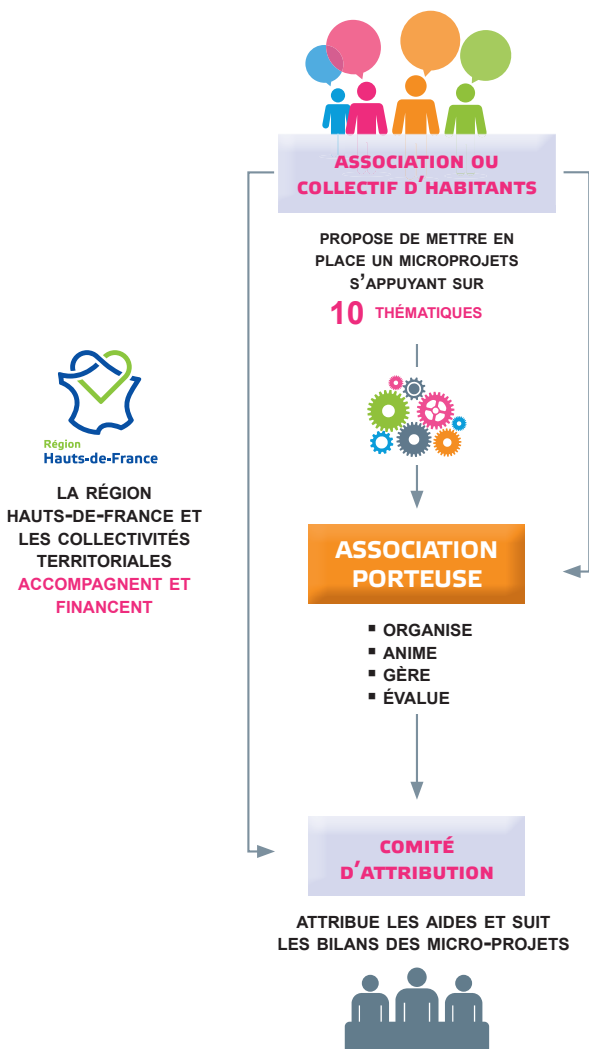 ASSOCIATION OU
COLLECTIF D'HABITANTS
PROPOSE DE METTRE EN
PLACE UN MICROPROJETS
S'APPUYANT SUR
10 THÉMATIQUES
Région
Hauts-de-France
LA RÉGION
HAUTS-DE-FRANCE ET
LES COLLECTIVITÉS
TERRITORIALES
ACCOMPAGNENT ET
FINANCENT
ASSOCIATION
PORTEUSE
▪ ORGANISE
▪ ANIME
▪ GÈRE
▪ ÉVALUE
COMITÉ
D'ATTRIBUTION
ATTRIBUE LES AIDES ET SUIT
LES BILANS DES MICRO-PROJETS